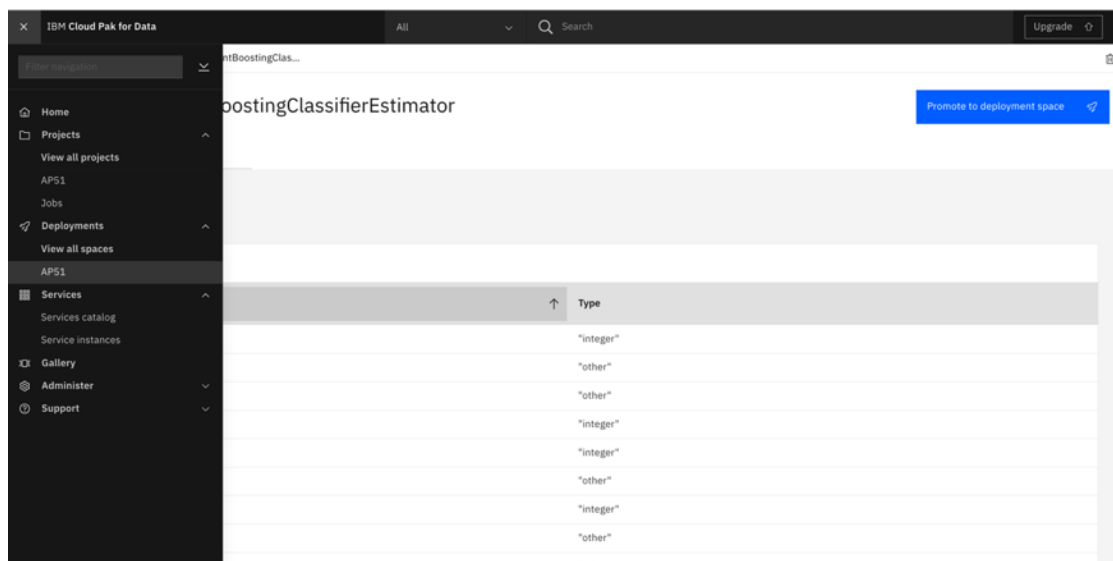 IBM Cloud Pak for Data
All
Search
Upgrade
Filter navigation
ntBoostingClas...
oostingClassifierEstimator
Promote to deployment space
Home
Projects
View all projects
APS1
Jobs
Deployments
View all spaces
APS1
Services
Services catalog
Service instances
Gallery
Administer
Support
Type
"integer"
"other"
"other"
"integer"
"integer"
"other"
"integer"
"other"